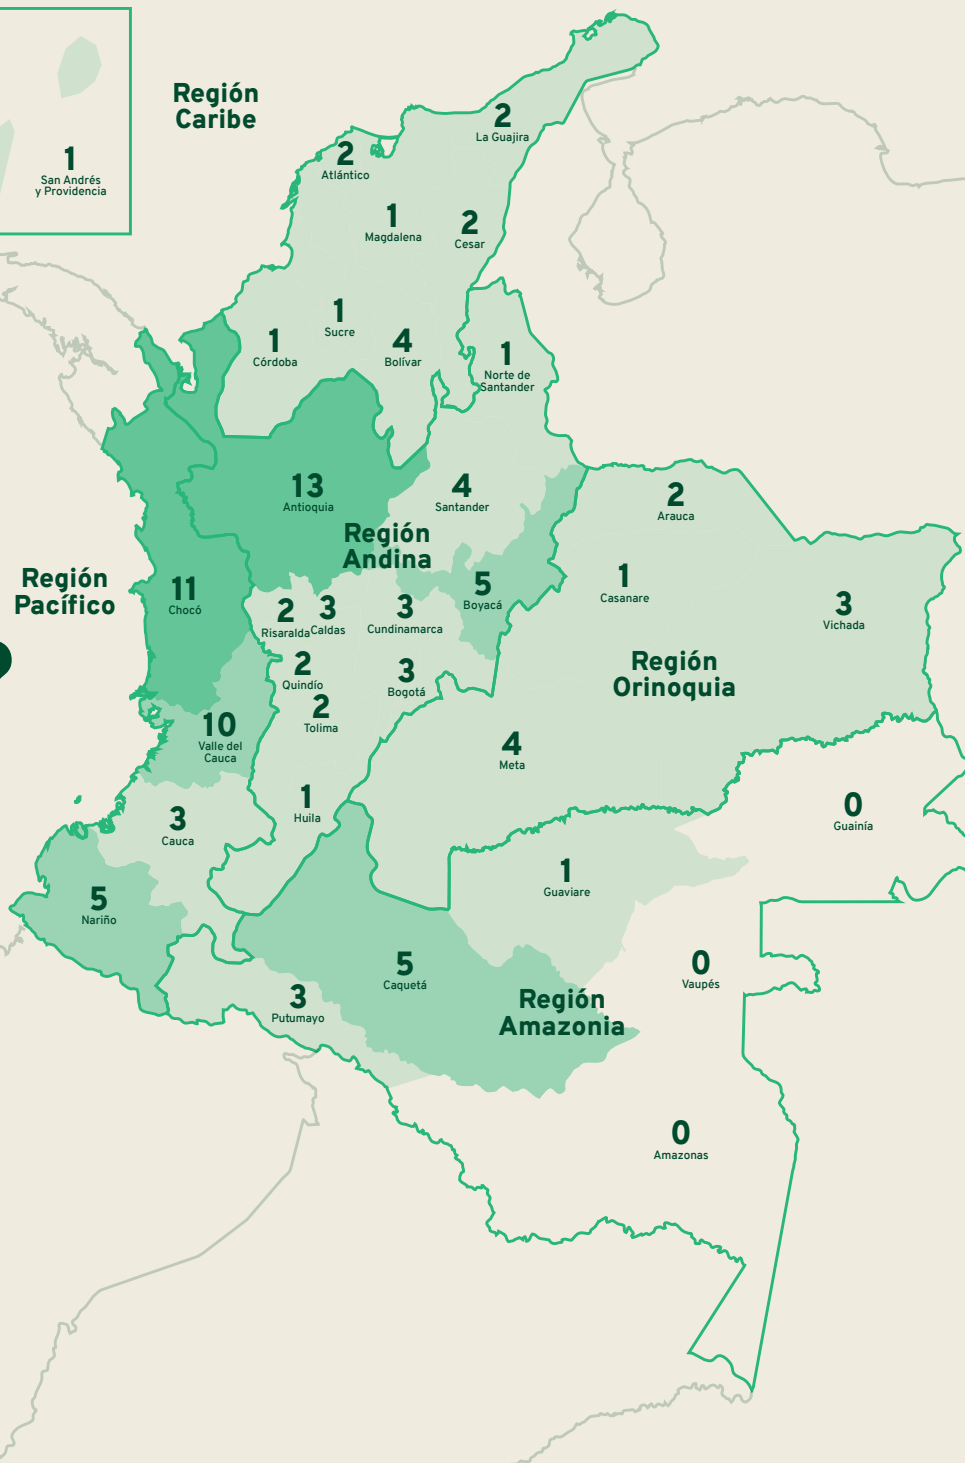 Región
Caribe
2
La Guajira
2
Atlántico
1
San Andrés
y Providencia
1
Magdalena
2
Cesar
1
Sucre
1
Córdoba
4
Bolívar
1
Norte de
Santander
13
Antioquia
4
Santander
2
Arauca
Región
Andina
Región
Pacífico
11
Chocó
5
Boyacá
1
Casanare
3
Vichada
2
Risaralda
3
Caldas
3
Cundinamarca
2
Quindío
3
Bogotá
Región
Orinoquia
2
Tolima
10
Valle del
Cauca
4
Meta
1
Huila
3
Cauca
0
Guainía
1
Guaviare
5
Nariño
5
Caquetá
0
Vaupés
3
Putumayo
Región
Amazonia
0
Amazonas